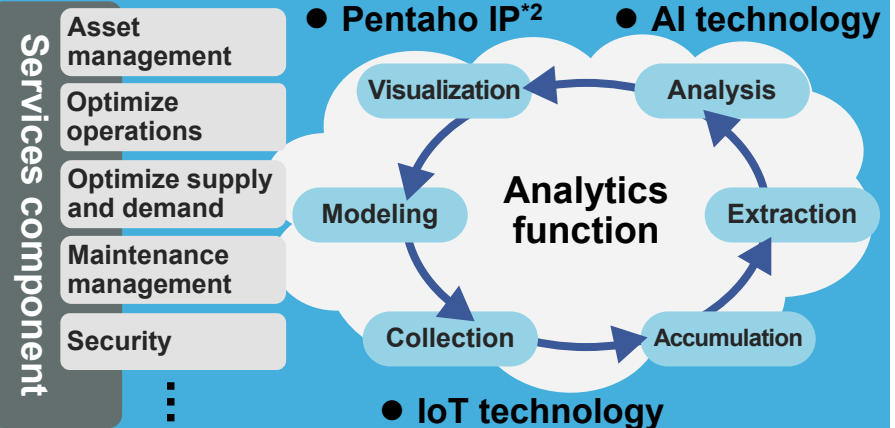 Services component
Asset
management
Optimize
operations
Optimize supply
and demand
Maintenance
management
Security
⋮
● Pentaho IP*2
● AI technology
Visualization
Analysis
Modeling
Analytics
function
Extraction
Collection
Accumulation
● IoT technology